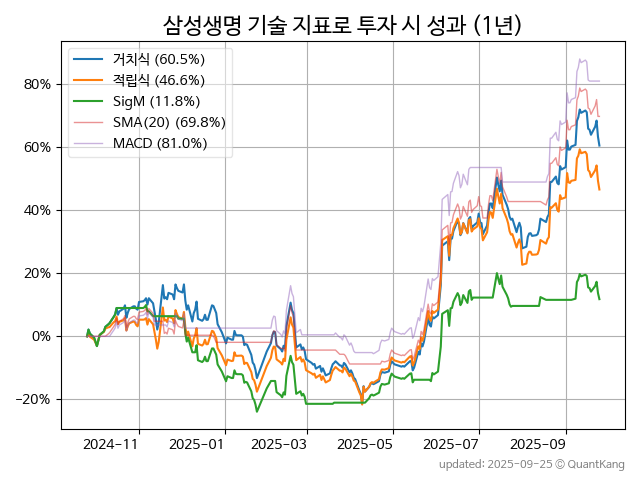 삼성생명 기술 지표로 투자 시 성과 (1년)
거치식 (60.5%)
적립식 (46.6%)
SigM (11.8%)
SMA(20) (69.8%)
MACD (81.0%)
80%
60%
40%
20%
0%
−20%
2024-11 2025-01 2025-03 2025-05 2025-07 2025-09
updated: 2025-09-25 © QuantKang